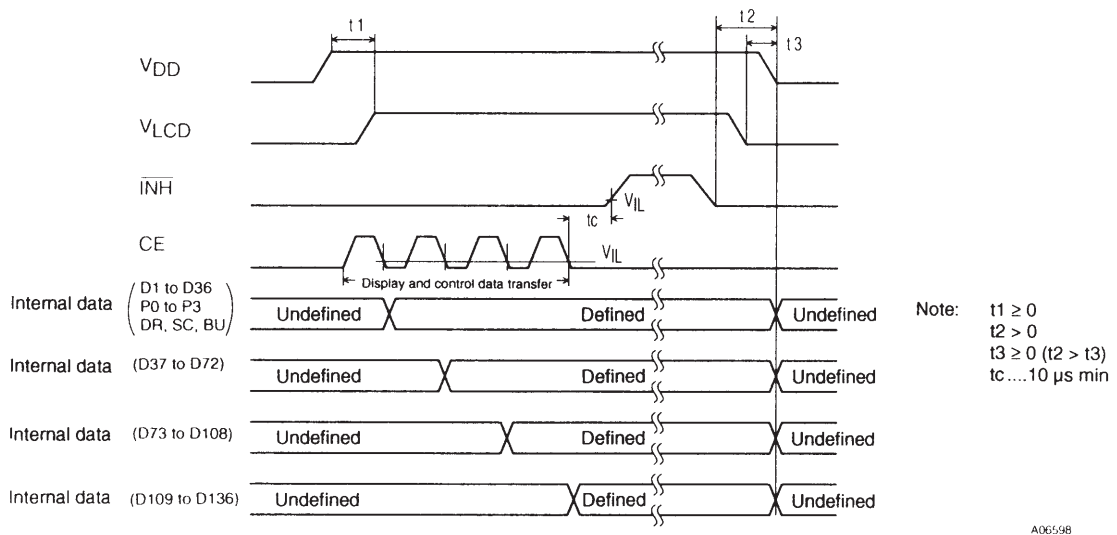 t1
t2
t3
VDD
VLCD
INH
VIL
tc
CE
VIL
Display and control data transfer
Internal data (D1 to D36
P0 to P3
DR, SC, BU)
Undefined Defined Undefined
Internal data (D37 to D72)
Undefined Defined Undefined
Internal data (D73 to D108)
Undefined Defined Undefined
Internal data (D109 to D136)
Undefined Defined Undefined
Note: t1 ≥ 0
t2 > 0
t3 ≥ 0 (t2 > t3)
tc....10 µs min
A06598